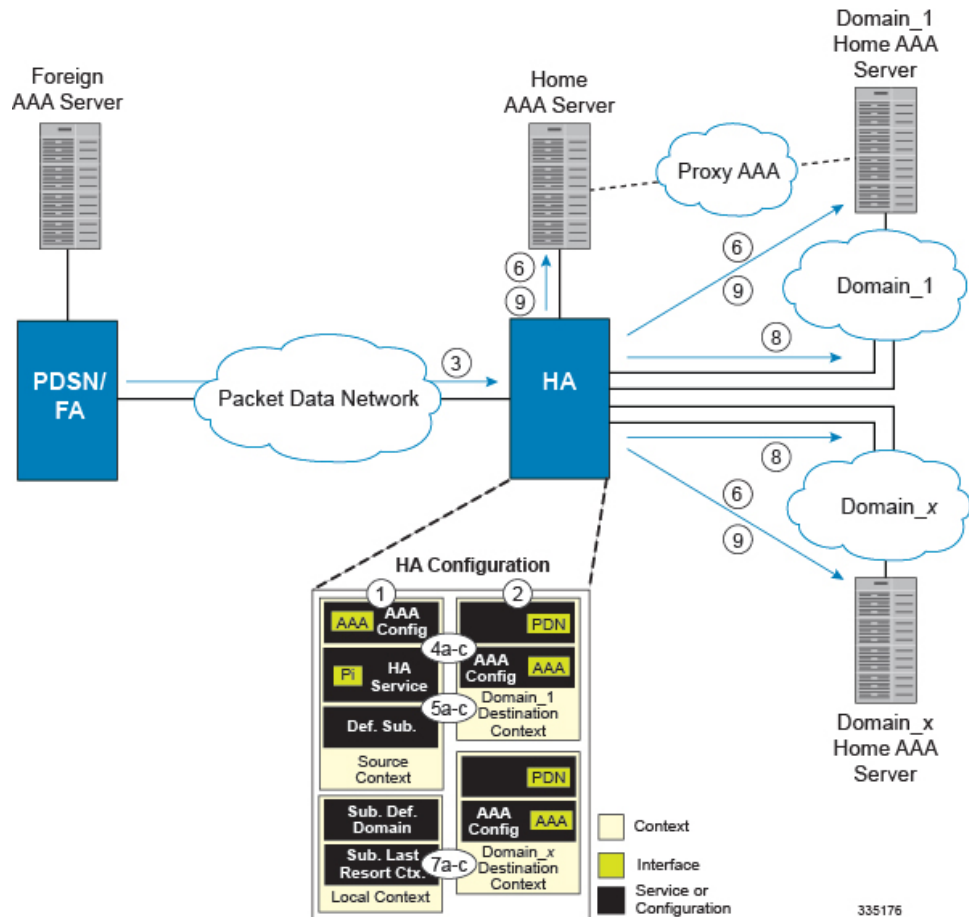 Foreign
AAA Server
Home
AAA Server
Domain_1
Home AAA
Server
Proxy AAA
6
9
6
9
Domain_1
8
3
PDSN/
FA
Packet Data Network
HA
8
6
9
Domain_x
Domain_x
Home AAA
Server
HA Configuration
1
AAA
AAA
Config
4a-c
Pi
HA
Service
5a-c
Def. Sub.
Source
Context
2
PDN
AAA
Config
AAA
Domain_1
Destination
Context
Sub. Def.
Domain
Sub. Last
Resort Ctx.
7a-c
Local Context
PDN
AAA
Config
AAA
Domain_x
Destination
Context
Context
Interface
Service or
Configuration
335176